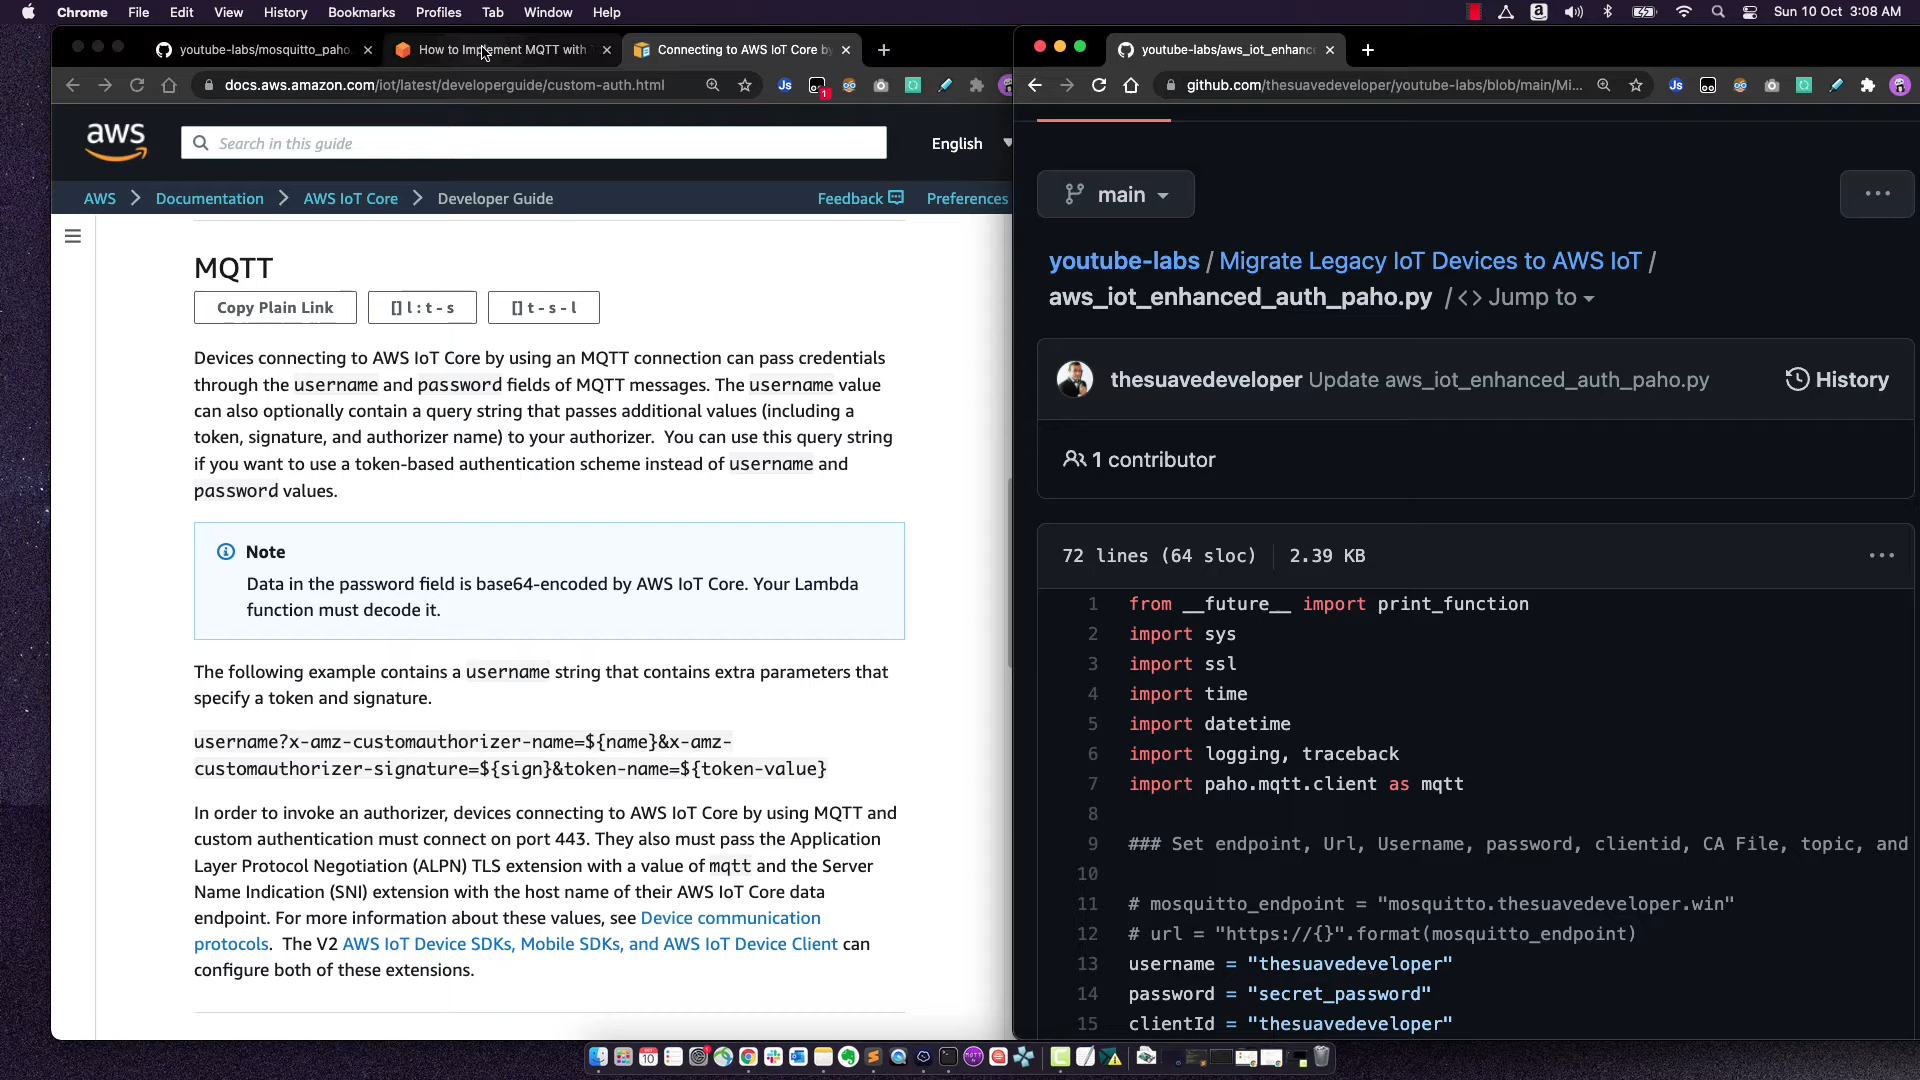 Chrome File Edit View History Bookmarks Profiles Tab Window Help
Sun 10 Oct 3:08 AM
youtube-labs/mosquitto_paho
How to Implement MQTT with
Connecting to AWS IoT Core by
docs.aws.amazon.com/iot/latest/developerguide/custom-auth.html
aws
Search in this guide
English
AWS
Documentation
AWS IoT Core
Developer Guide
Feedback
Preferences
MQTT
Copy Plain Link
[] l : t - s
[] t - s - l
Devices connecting to AWS IoT Core by using an MQTT connection can pass credentials
through the username and password fields of MQTT messages. The username value
can also optionally contain a query string that passes additional values (including a
token, signature, and authorizer name) to your authorizer. You can use this query string
if you want to use a token-based authentication scheme instead of username and
password values.
Note
Data in the password field is base64-encoded by AWS IoT Core. Your Lambda
function must decode it.
The following example contains a username string that contains extra parameters that
specify a token and signature.
username?x-amz-customauthorizer-name=${name}&x-amz-
customauthorizer-signature=${sign}&token-name=${token-value}
In order to invoke an authorizer, devices connecting to AWS IoT Core by using MQTT and
custom authentication must connect on port 443. They also must pass the Application
Layer Protocol Negotiation (ALPN) TLS extension with a value of mqtt and the Server
Name Indication (SNI) extension with the host name of their AWS IoT Core data
endpoint. For more information about these values, see Device communication
protocols. The V2 AWS IoT Device SDKs, Mobile SDKs, and AWS IoT Device Client can
configure both of these extensions.
youtube-labs/aws_iot_enhanc
github.com/thesuavedeveloper/youtube-labs/blob/main/Mi...
main
youtube-labs / Migrate Legacy IoT Devices to AWS IoT /
aws_iot_enhanced_auth_paho.py / <> Jump to
thesuavedeveloper Update aws_iot_enhanced_auth_paho.py
History
1 contributor
72 lines (64 sloc) 2.39 KB
1 from __future__ import print_function
2 import sys
3 import ssl
4 import time
5 import datetime
6 import logging, traceback
7 import paho.mqtt.client as mqtt
8
9 ### Set endpoint, Url, Username, password, clientid, CA File, topic, and
10
11 # mosquitto_endpoint = "mosquitto.thesuavedeveloper.win"
12 # url = "https://{}".format(mosquitto_endpoint)
13 username = "thesuavedeveloper"
14 password = "secret_password"
15 clientId = "thesuavedeveloper"